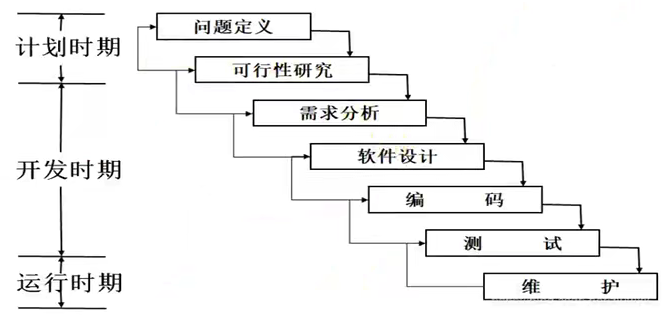 计划时期
问题定义
可行性研究
需求分析
开发时期
软件设计
编 码
测 试
运行时期
维 护